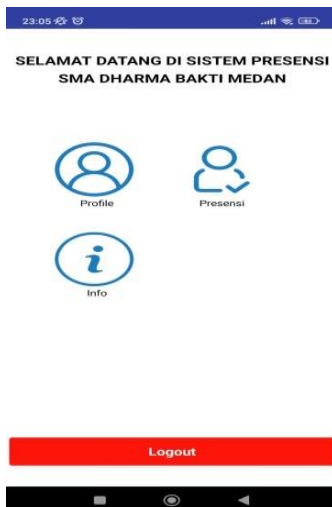 23:05
SELAMAT DATANG DI SISTEM PRESENSI
SMA DHARMA BAKTI MEDAN
Profile
Presensi
Info
Logout